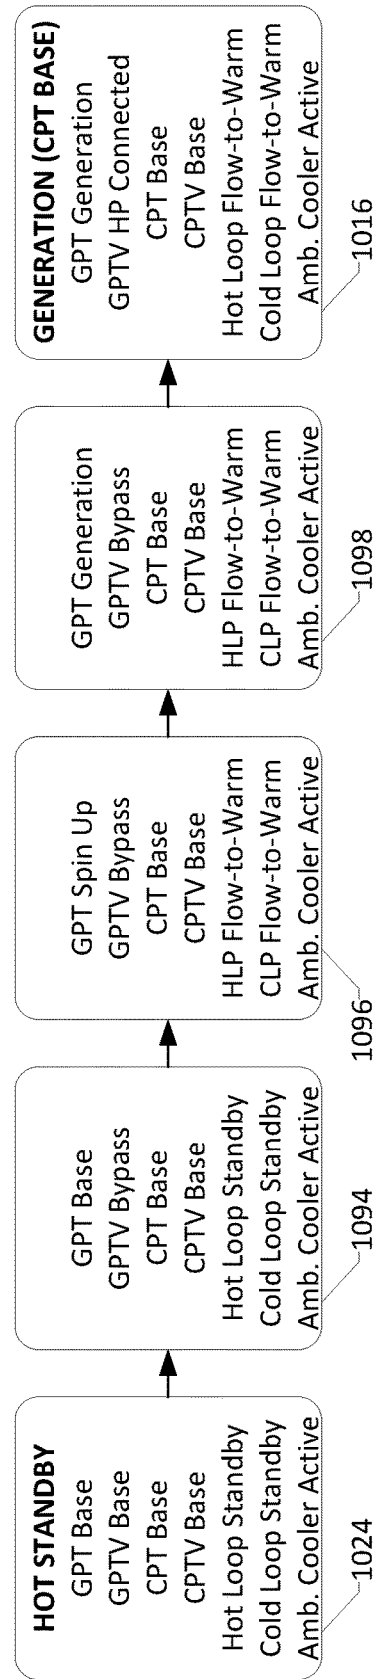 HOT STANDBY
GPT Base
GPTV Base
CPT Base
CPTV Base
Hot Loop Standby
Cold Loop Standby
Amb. Cooler Active
1024
GPT Base
GPTV Bypass
CPT Base
CPTV Base
Hot Loop Standby
Cold Loop Standby
Amb. Cooler Active
1094
GPT Spin Up
GPTV Bypass
CPT Base
CPTV Base
HLP Flow-to-Warm
CLP Flow-to-Warm
Amb. Cooler Active
1096
GPT Generation
GPTV Bypass
CPT Base
CPTV Base
HLP Flow-to-Warm
CLP Flow-to-Warm
Amb. Cooler Active
1098
GENERATION (CPT BASE)
GPT Generation
GPTV HP Connected
CPT Base
CPTV Base
Hot Loop Flow-to-Warm
Cold Loop Flow-to-Warm
Amb. Cooler Active
1016